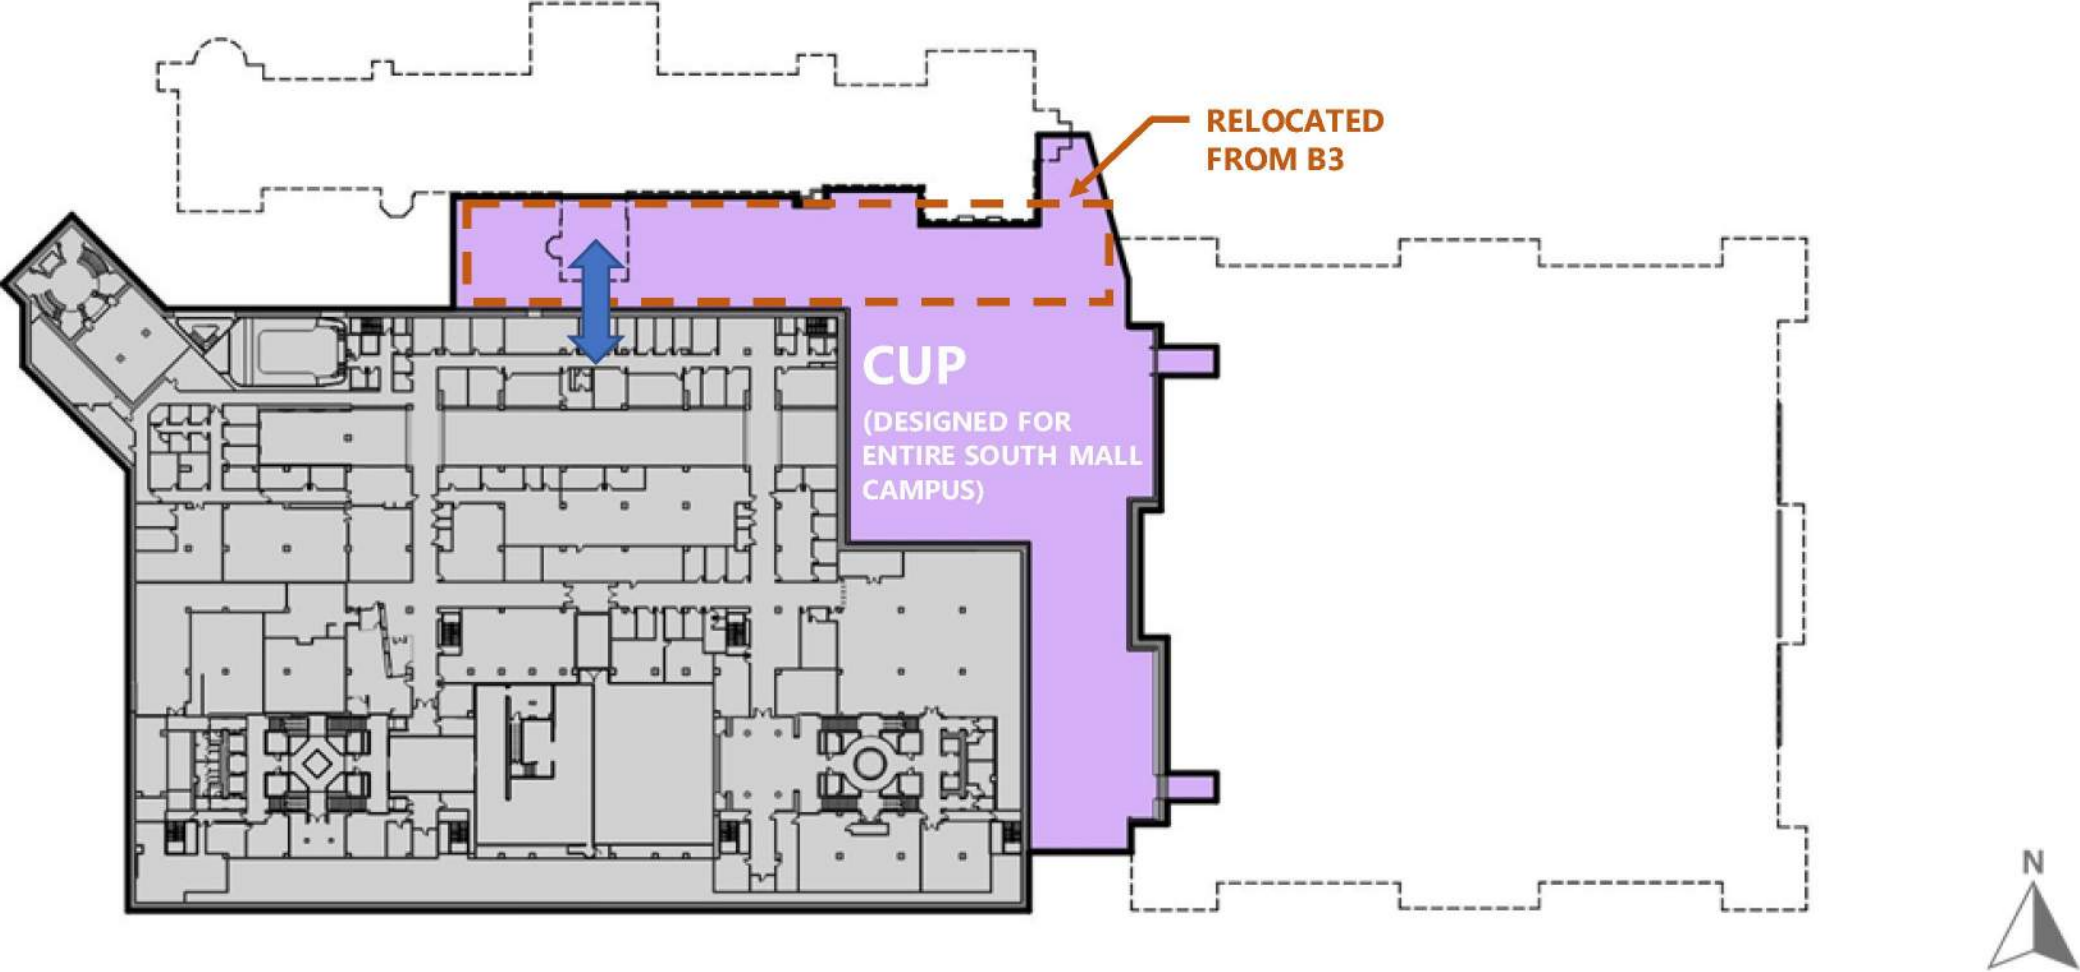 RELOCATED
FROM B3
CUP
(DESIGNED FOR
ENTIRE SOUTH MALL
CAMPUS)
N